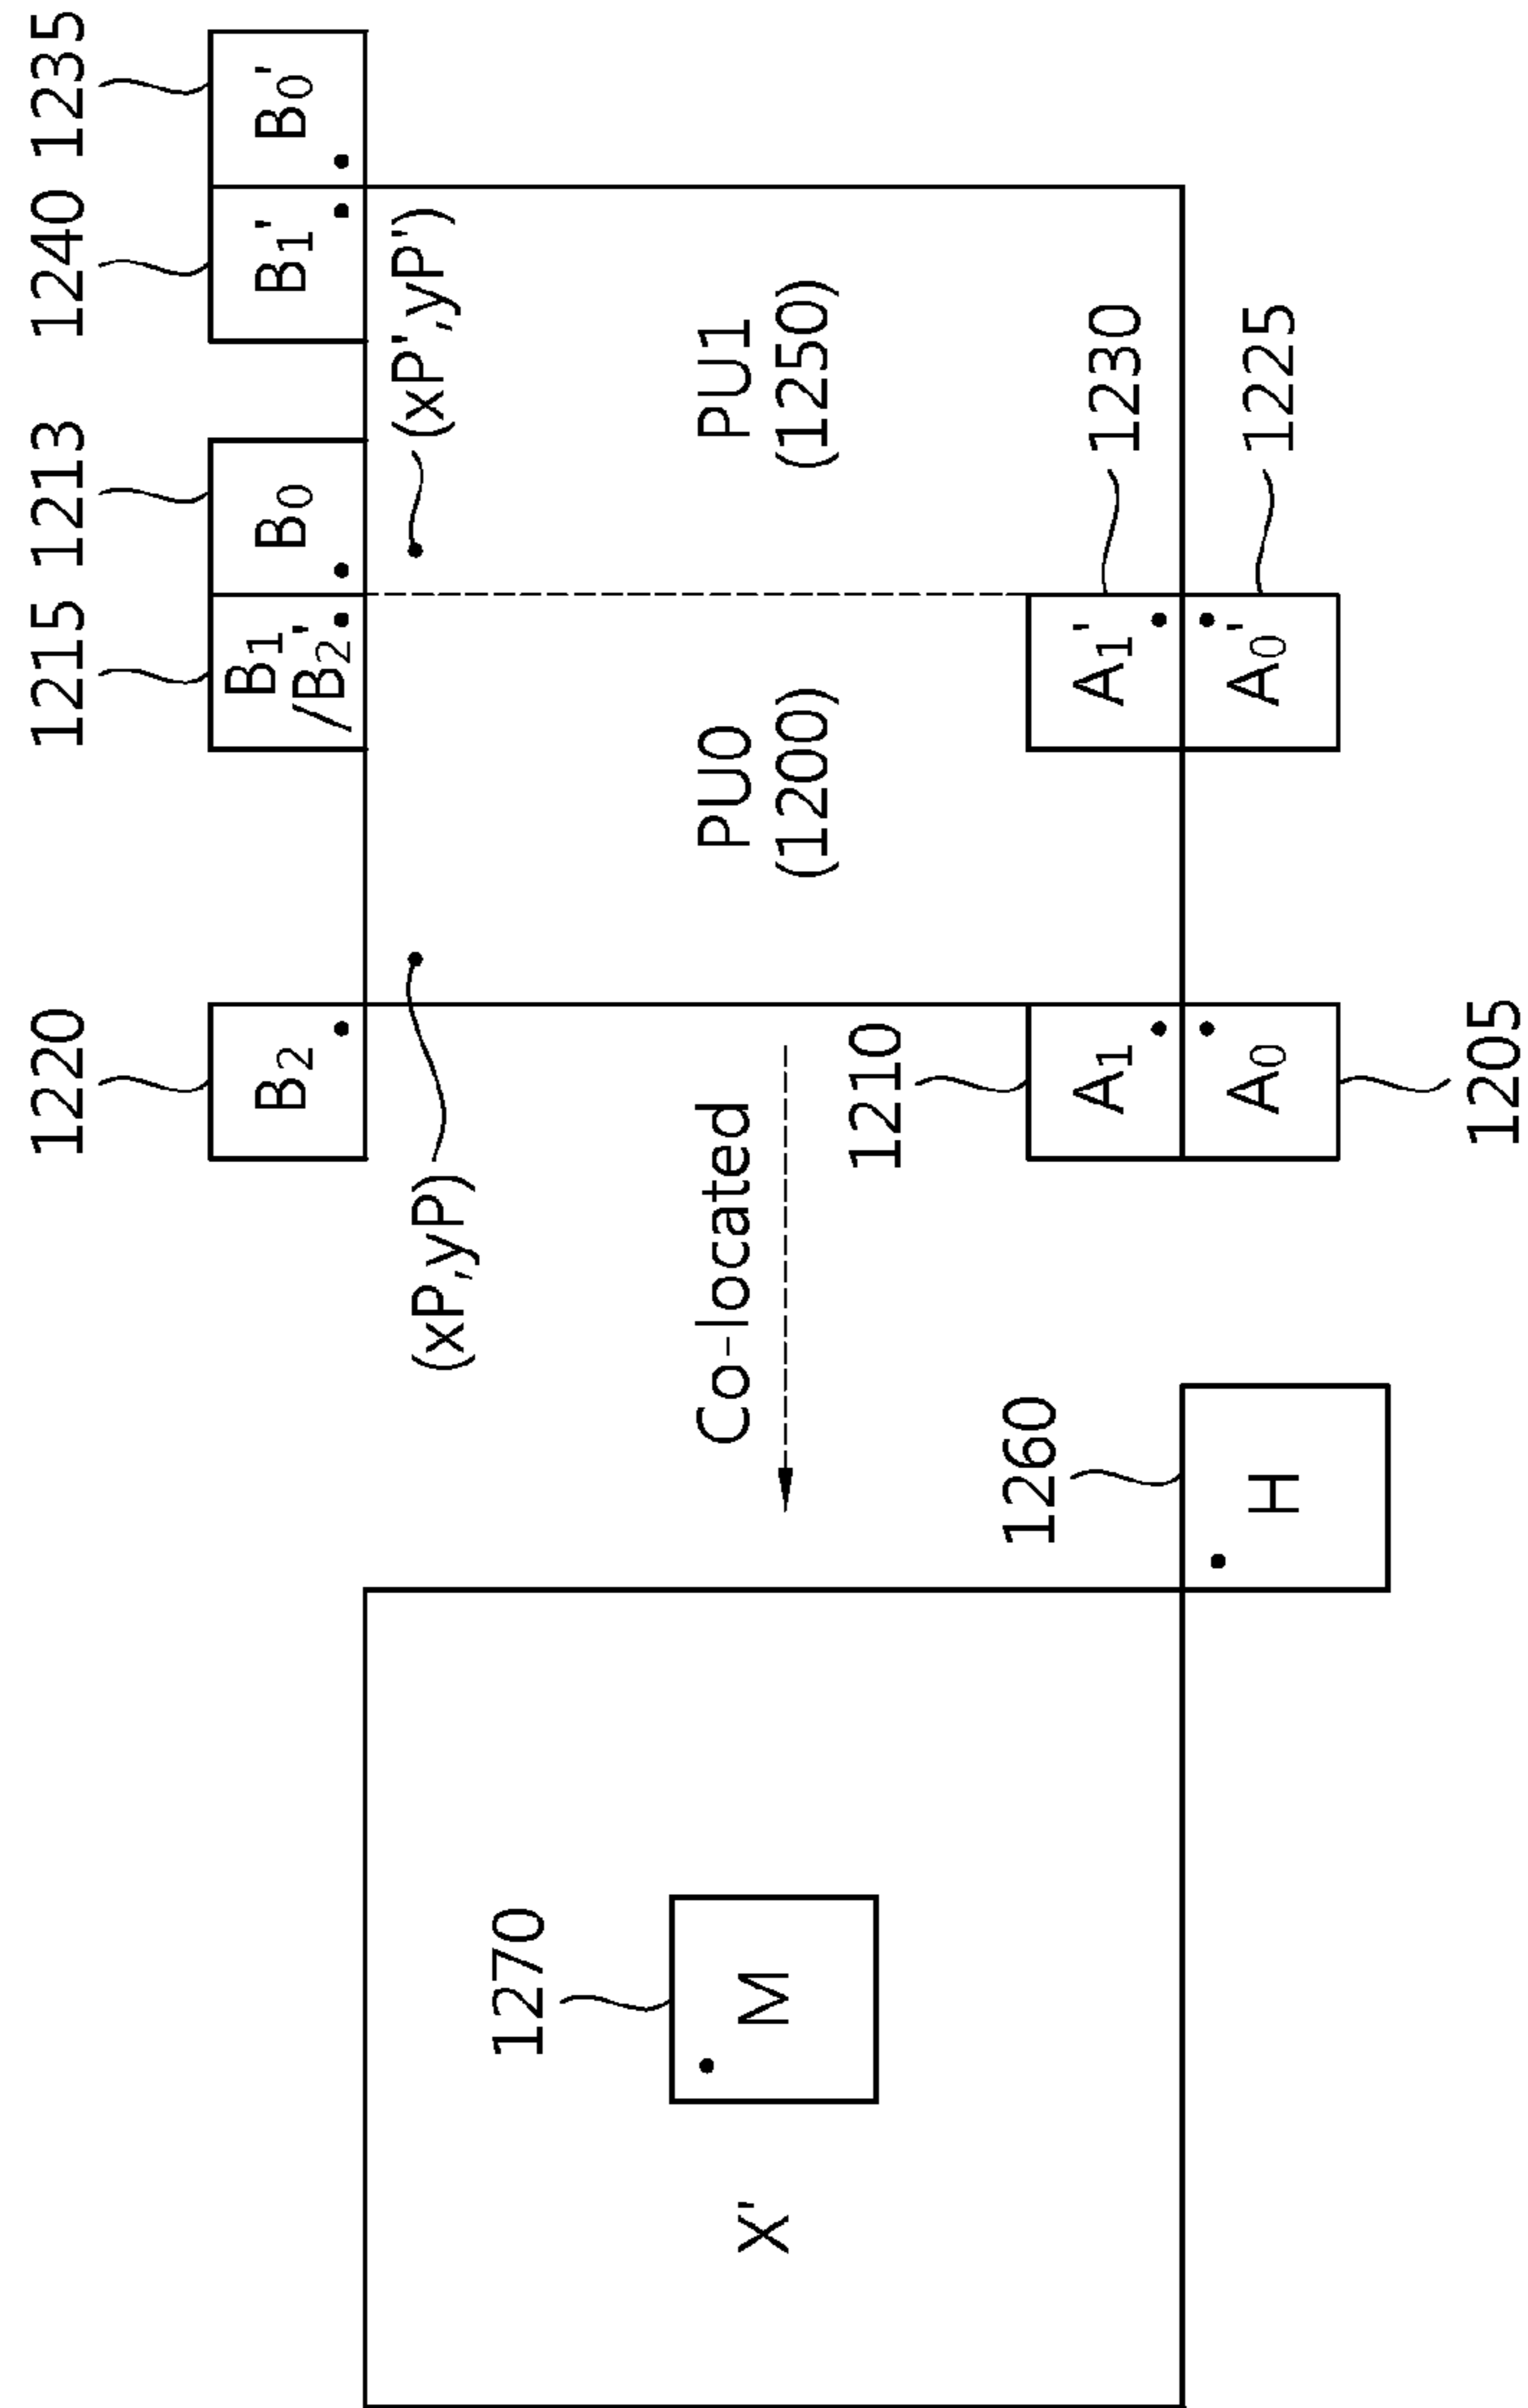 1220
1215
1213
1240
1235
B2
B1
/B2'
B0
B1'
B0'
(xP,yP)
(xP',yP')
1270
M
X'
Co-located
PU0
(1200)
PU1
(1250)
1260
H
1210
A1
A0
1205
A1'
A0'
1230
1225